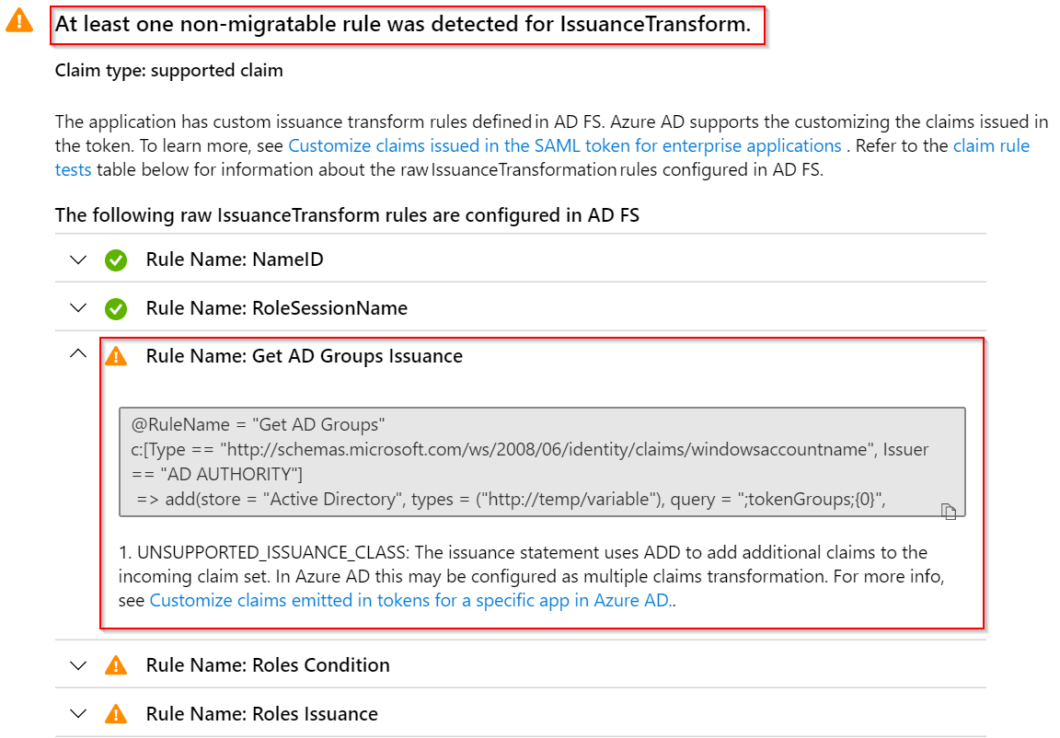 At least one non-migratable rule was detected for IssuanceTransform.
Claim type: supported claim
The application has custom issuance transform rules defined in AD FS. Azure AD supports the customizing the claims issued in
the token. To learn more, see Customize claims issued in the SAML token for enterprise applications . Refer to the claim rule
tests table below for information about the raw IssuanceTransformation rules configured in AD FS.
The following raw IssuanceTransform rules are configured in AD FS
Rule Name: NameID
Rule Name: RoleSessionName
Rule Name: Get AD Groups Issuance
@RuleName = "Get AD Groups"
c:[Type == "http://schemas.microsoft.com/ws/2008/06/identity/claims/windowsaccountname", Issuer
== "AD AUTHORITY"]
=> add(store = "Active Directory", types = ("http://temp/variable"), query = ";tokenGroups;{0}",
1. UNSUPPORTED_ISSUANCE_CLASS: The issuance statement uses ADD to add additional claims to the
incoming claim set. In Azure AD this may be configured as multiple claims transformation. For more info,
see Customize claims emitted in tokens for a specific app in Azure AD..
Rule Name: Roles Condition
Rule Name: Roles Issuance